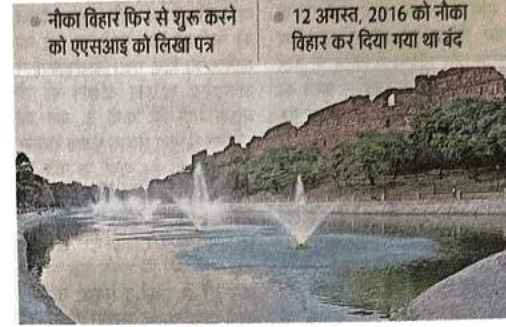 नौका विहार फिर से शुरू करने
को एएसआइ को लिखा पत्र
12 अगस्त, 2016 को नौका
विहार कर दिया गया था बंद